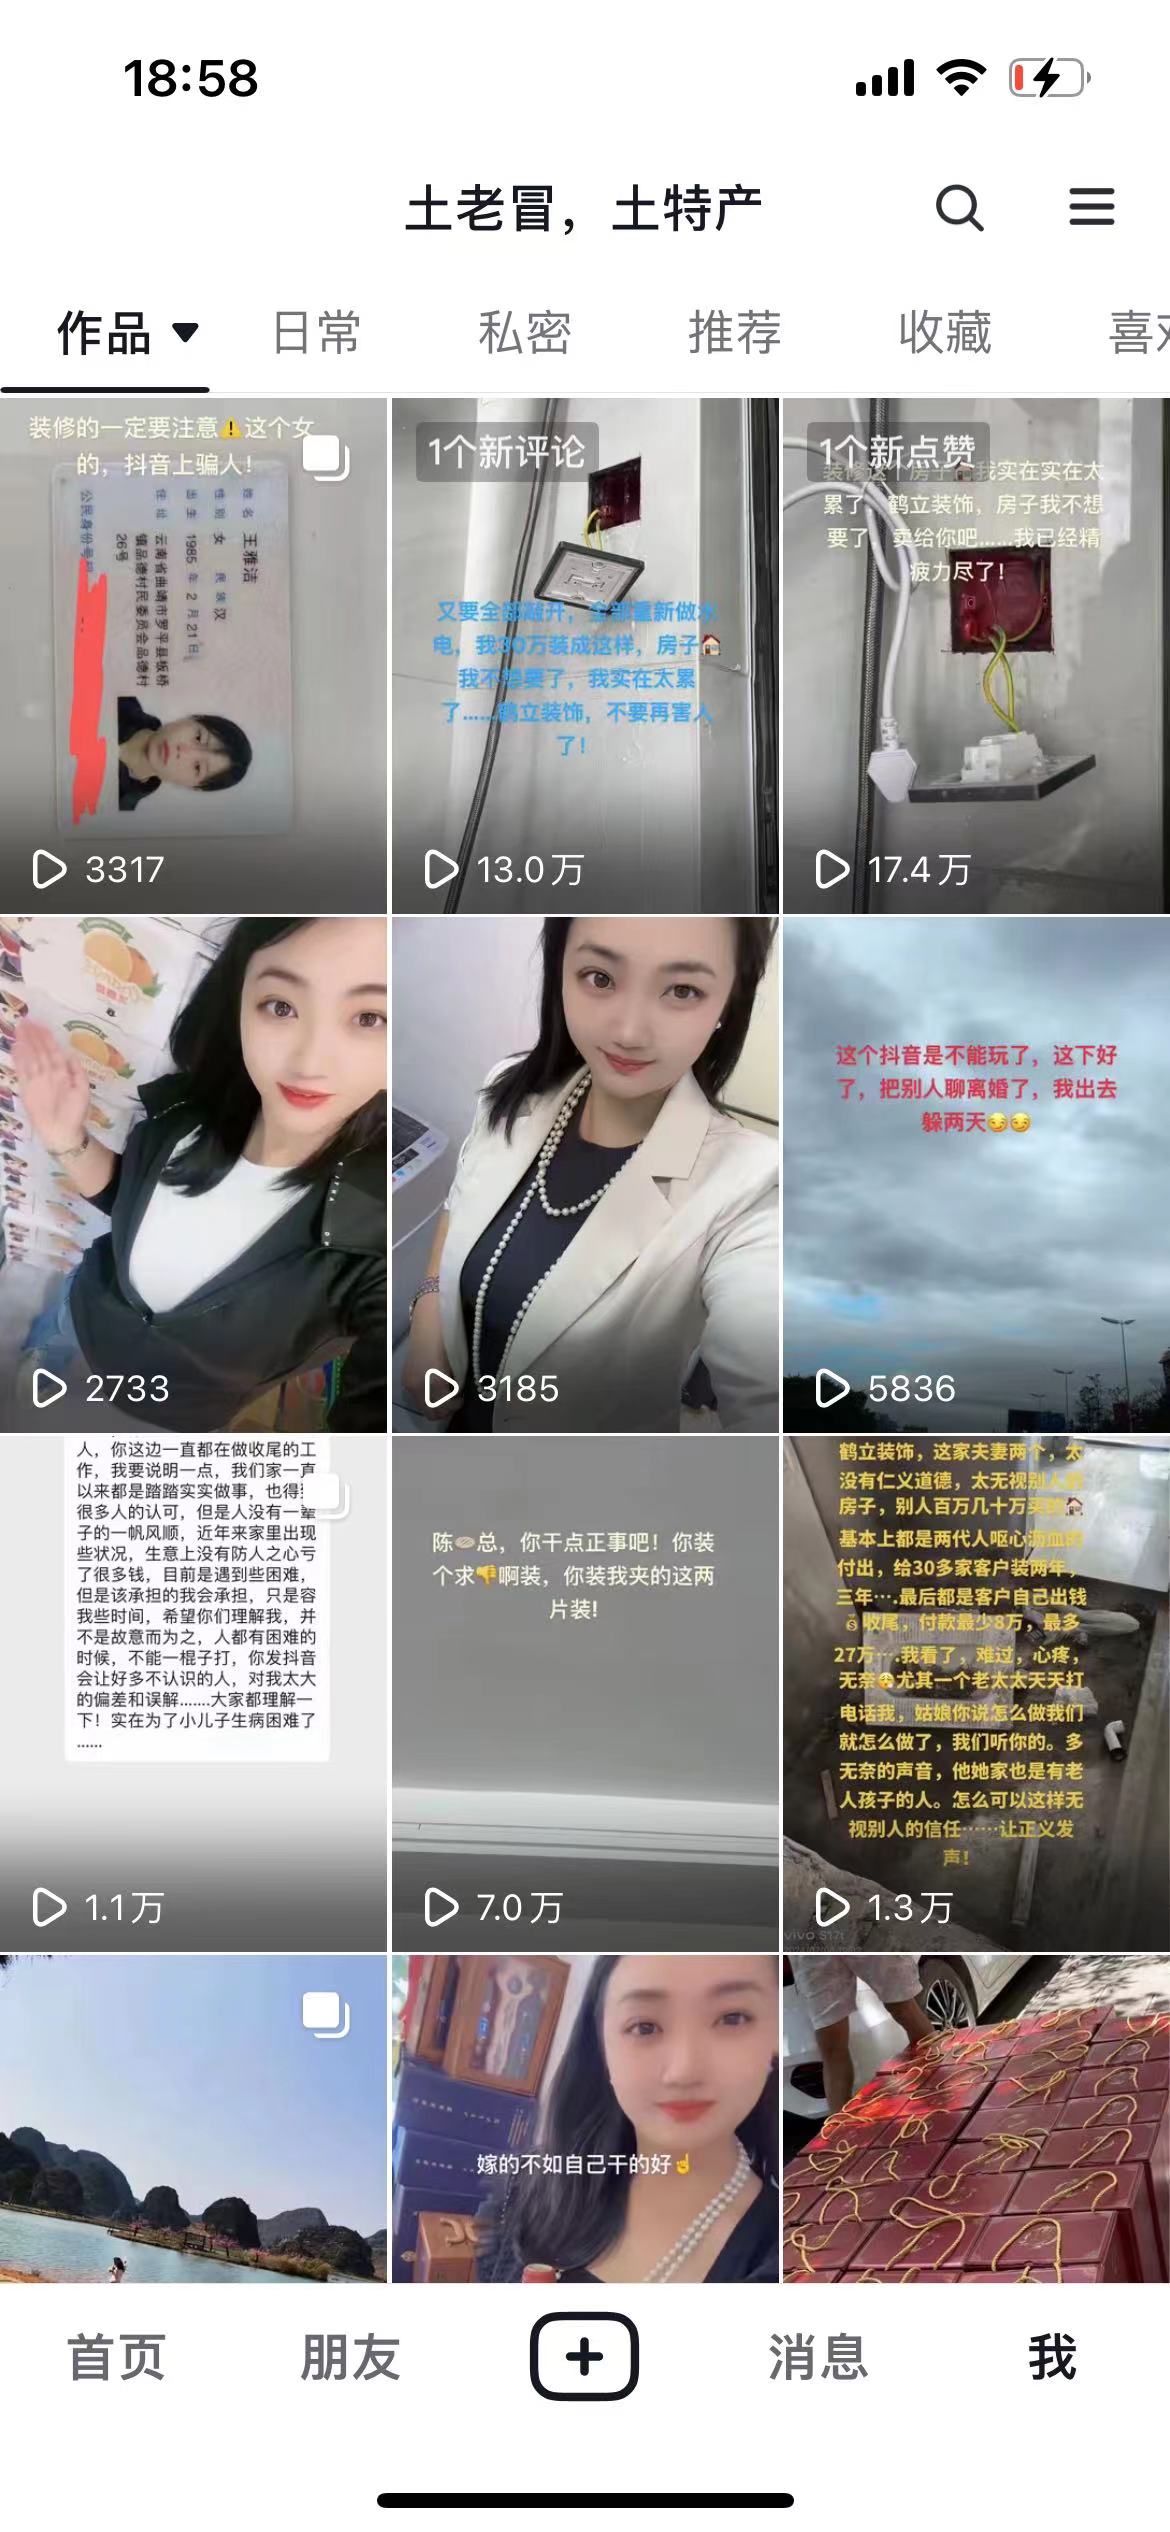 18:58
土老冒，土特产
作品
日常
私密
推荐
收藏
喜欢
装修的一定要注意⚠️这个女
的，抖音上骗人！
姓名 王雅洁
性别 女 民族 汉
出生 1985 年 2 月 21 日
住址 云南省曲靖市罗平县板桥
镇品德村民委员会品德村
26号
公民身份号码
3317
1个新评论
又要全部敲开，全部重新做水
电，我30万装成这样，房子🏠
我不想要了，我实在太累
了……鹤立装饰，不要再害人
了！
13.0万
1个新点赞
装修这个房子🏠我实在实在太
累了，鹤立装饰，房子我不想
要了，卖给你吧……我已经精
疲力尽了！
17.4万
2733
3185
这个抖音是不能玩了，这下好
了，把别人聊离婚了，我出去
躲两天😏😏
5836
人，你这边一直都在做收尾的工
作，我要说明一点，我们家一直
以来都是踏踏实实做事，也得到
很多人的认可，但是人没有一辈
子的一帆风顺，近年来家里出现
些状况，生意上没有防人之心亏
了很多钱，目前是遇到些困难，
但是该承担的我会承担，只是容
我些时间，希望你们理解我，并
不是故意而为之，人都有困难的
时候，不能一棍子打，你发抖音
会让好多不认识的人，对我太大
的偏差和误解.......大家都理解一
下！实在为了小儿子生病困难了
......
1.1万
陈🥯总，你干点正事吧！你装
个求👎啊装，你装我夹的这两
片装!
7.0万
鹤立装饰，这家夫妻两个，太
没有仁义道德，太无视别人的
房子，别人百万几十万买的🏠
基本上都是两代人呕心沥血的
付出，给30多家客户装两年，
三年….最后都是客户自己出钱
💰收尾，付款最少8万，最多
27万….我看了，难过，心疼，
无奈😮‍💨尤其一个老太太天天打
电话我，姑娘你说怎么做我们
就怎么做了，我们听你的。多
无奈的声音，他她家也是有老
人孩子的人。怎么可以这样无
视别人的信任……让正义发
声！
vivo S17t
1.3万
嫁的不如自己干的好☝️
首页
朋友
消息
我